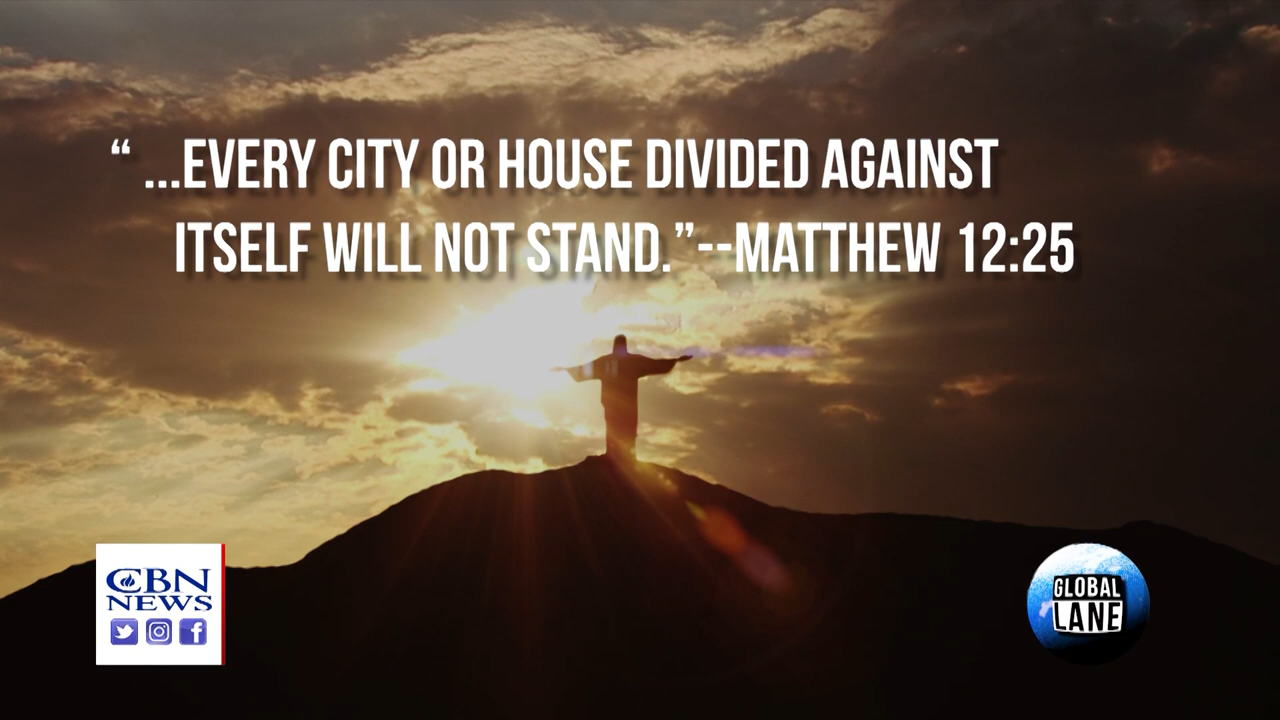 “ ...EVERY CITY OR HOUSE DIVIDED AGAINST
ITSELF WILL NOT STAND.”--MATTHEW 12:25
CBN
NEWS
GLOBAL
LANE